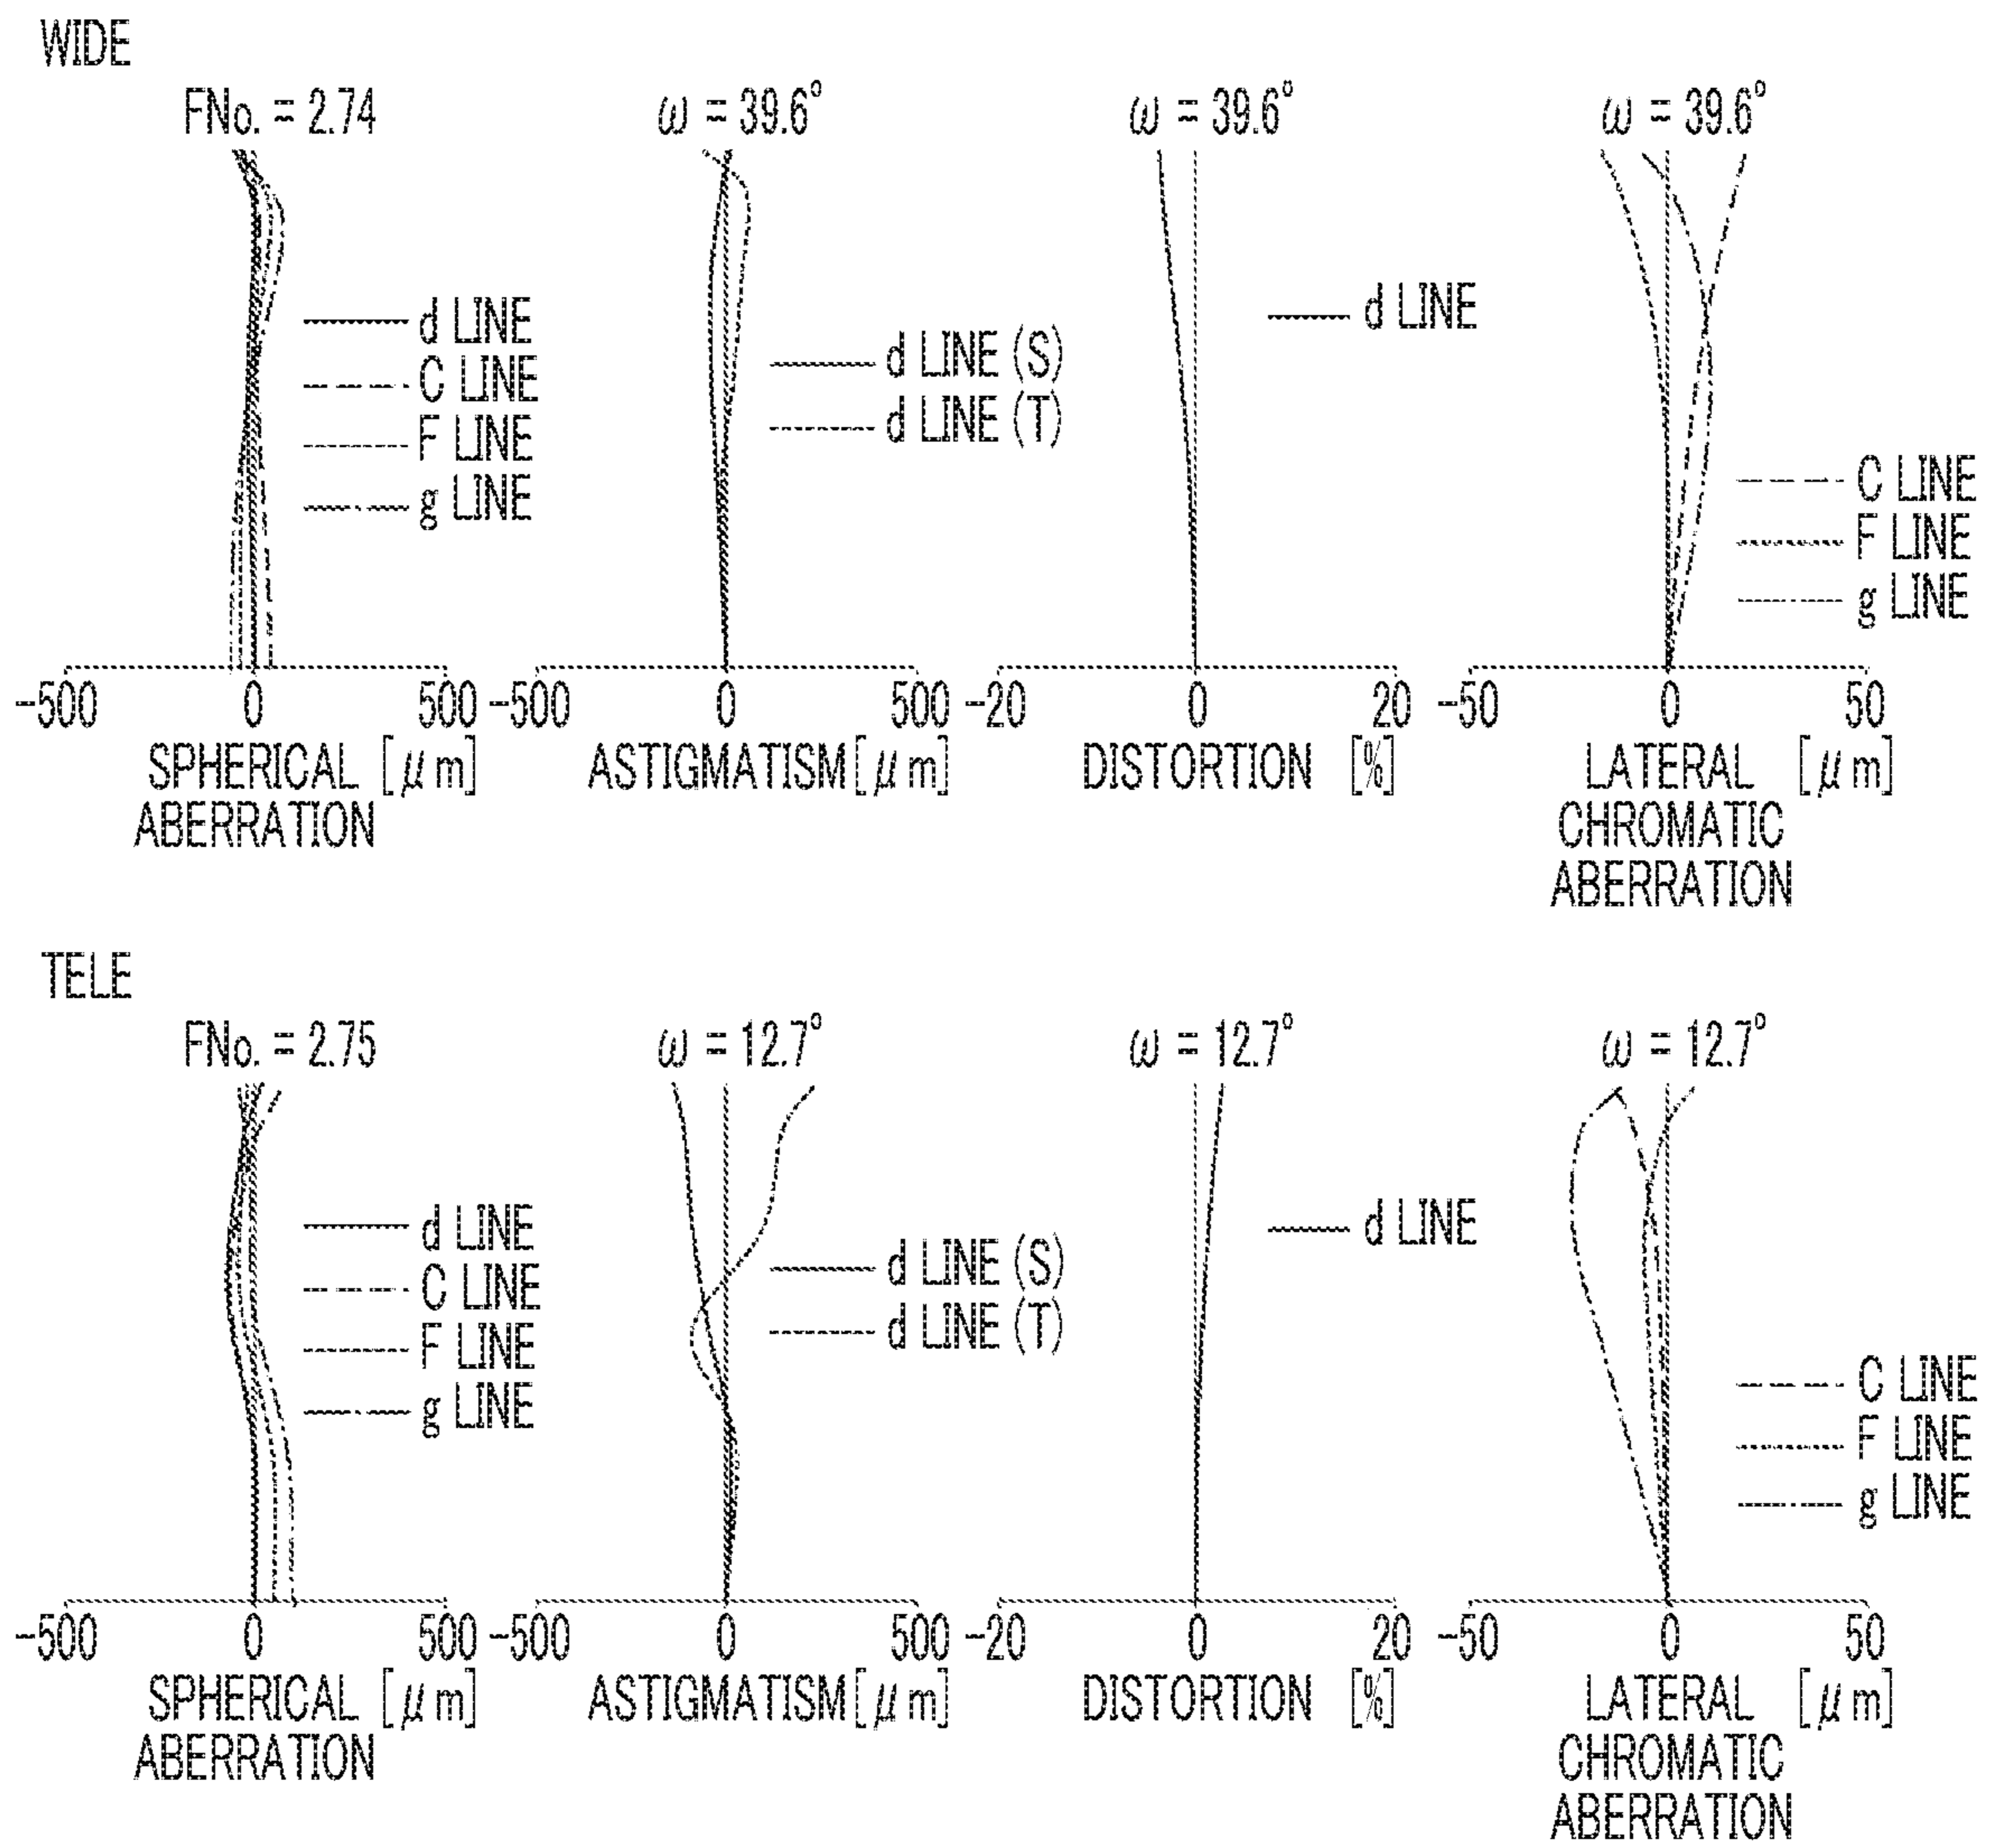 WIDE
FNo. = 2.74
ω = 39.6°
ω = 39.6°
ω = 39.6°
d LINE
C LINE
F LINE
g LINE
d LINE (S)
d LINE (T)
d LINE
C LINE
F LINE
g LINE
-500 0 500
-500 0 500
-20 0 20
-50 0 50
SPHERICAL [μm]
ABERRATION
ASTIGMATISM [μm]
DISTORTION [%]
LATERAL [μm]
CHROMATIC
ABERRATION
TELE
FNo. = 2.75
ω = 12.7°
ω = 12.7°
ω = 12.7°
d LINE
C LINE
F LINE
g LINE
d LINE (S)
d LINE (T)
d LINE
C LINE
F LINE
g LINE
-500 0 500
-500 0 500
-20 0 20
-50 0 50
SPHERICAL [μm]
ABERRATION
ASTIGMATISM [μm]
DISTORTION [%]
LATERAL [μm]
CHROMATIC
ABERRATION